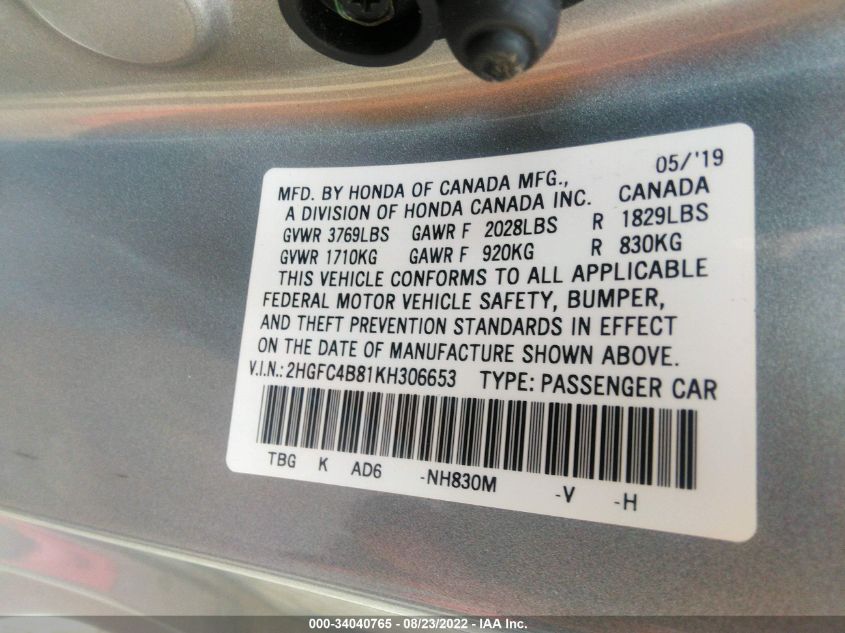 05/'19
MFD. BY HONDA OF CANADA MFG., CANADA
A DIVISION OF HONDA CANADA INC.
GVWR 3769LBS GAWR F 2028LBS R 1829LBS
GVWR 1710KG GAWR F 920KG R 830KG
THIS VEHICLE CONFORMS TO ALL APPLICABLE
FEDERAL MOTOR VEHICLE SAFETY, BUMPER,
AND THEFT PREVENTION STANDARDS IN EFFECT
ON THE DATE OF MANUFACTURE SHOWN ABOVE.
V.I.N.: 2HGFC4B81KH306653 TYPE: PASSENGER CAR
TBG K AD6 -NH830M -V -H
000-34040765 - 08/23/2022 - IAA Inc.